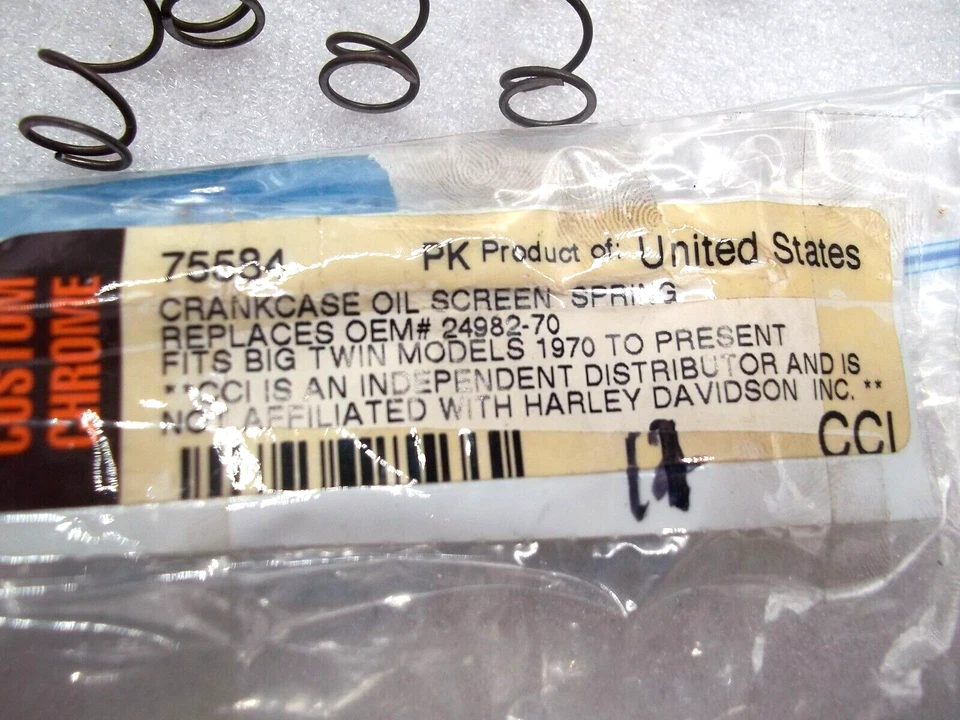 CUSTOM
CHROME
75584 PK Product of: United States
CRANKCASE OIL SCREEN SPRING
REPLACES OEM# 24982-70
FITS BIG TWIN MODELS 1970 TO PRESENT
**CCI IS AN INDEPENDENT DISTRIBUTOR AND IS
NOT AFFILIATED WITH HARLEY DAVIDSON INC.**
CCI